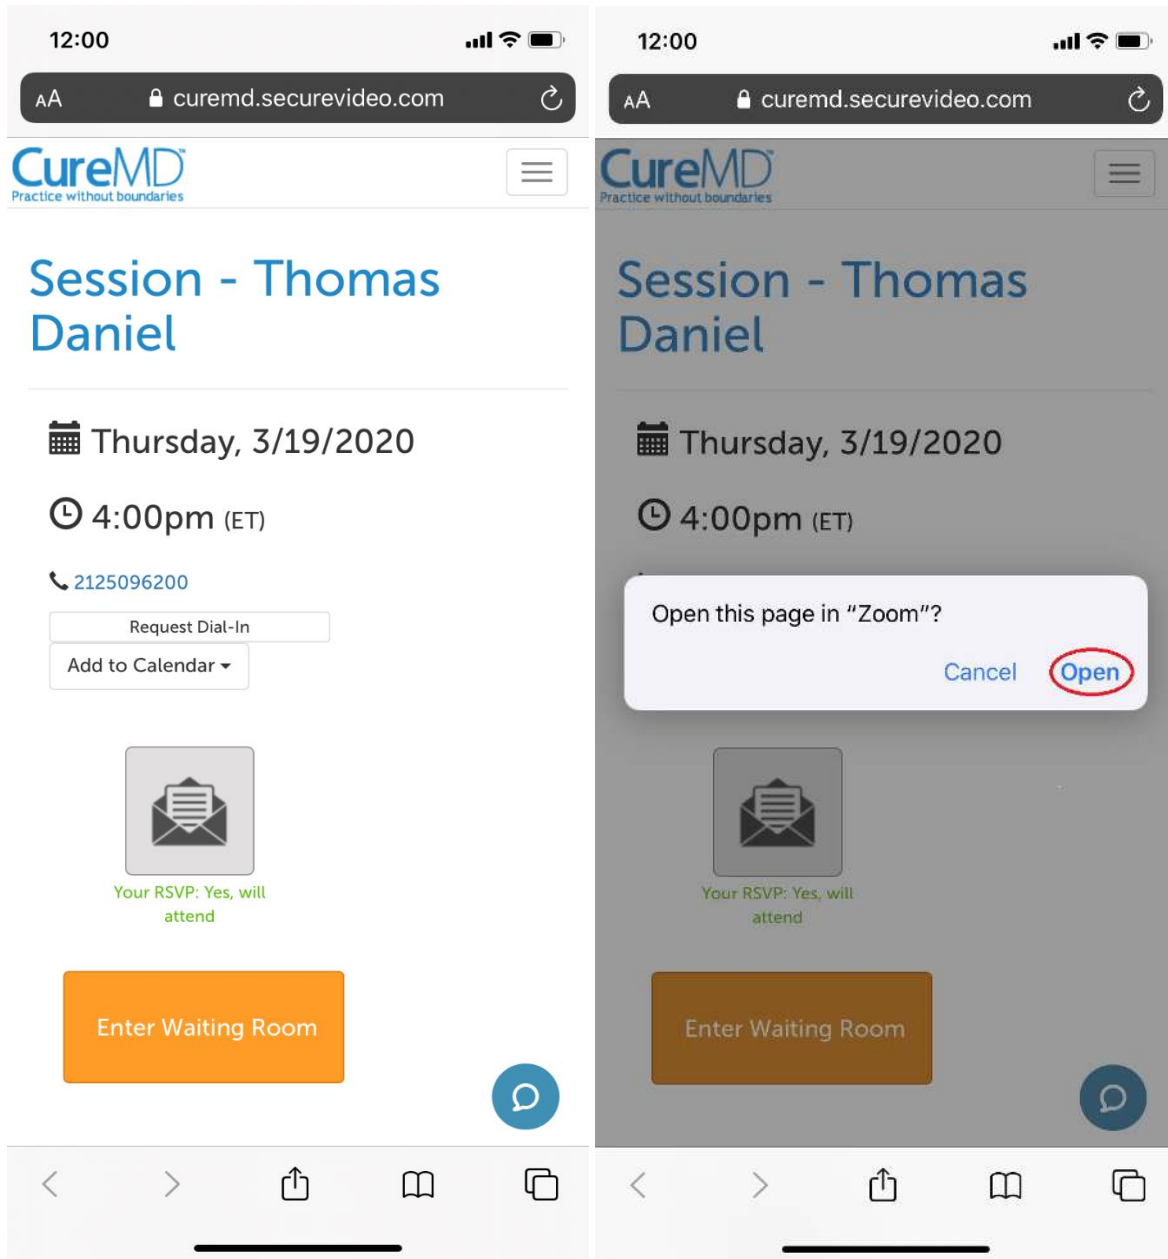 12:00
AA curemd.securevideo.com
CureMD™
Practice without boundaries
Session - Thomas
Daniel
Thursday, 3/19/2020
4:00pm (ET)
2125096200
Request Dial-In
Add to Calendar
Your RSVP: Yes, will
attend
Enter Waiting Room
12:00
AA curemd.securevideo.com
CureMD™
Practice without boundaries
Session - Thomas
Daniel
Thursday, 3/19/2020
4:00pm (ET)
Open this page in “Zoom”?
Cancel Open
Your RSVP: Yes, will
attend
Enter Waiting Room